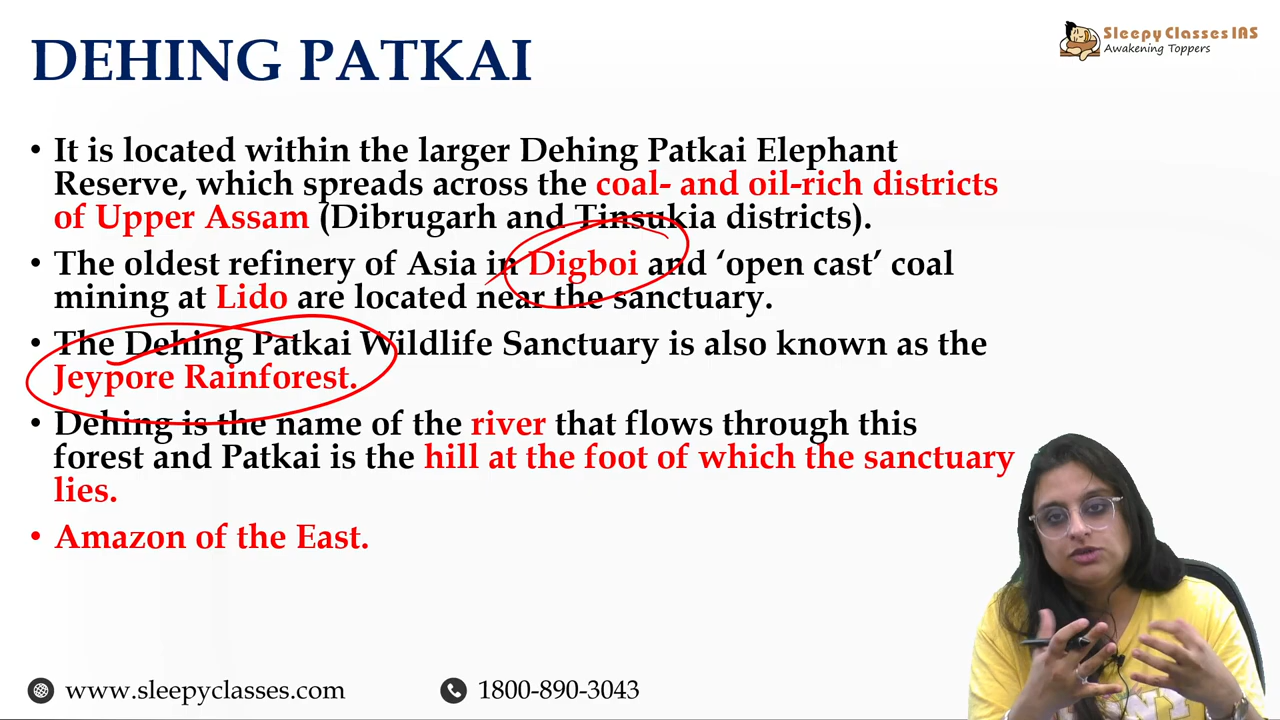 DEHING PATKAI
SleepyClasses IAS
Awakening Toppers
• It is located within the larger Dehing Patkai Elephant
Reserve, which spreads across the coal- and oil-rich districts
of Upper Assam (Dibrugarh and Tinsukia districts).
• The oldest refinery of Asia in Digboi and ‘open cast’ coal
mining at Lido are located near the sanctuary.
• The Dehing Patkai Wildlife Sanctuary is also known as the
Jeypore Rainforest.
• Dehing is the name of the river that flows through this
forest and Patkai is the hill at the foot of which the sanctuary
lies.
• Amazon of the East.
www.sleepyclasses.com
1800-890-3043